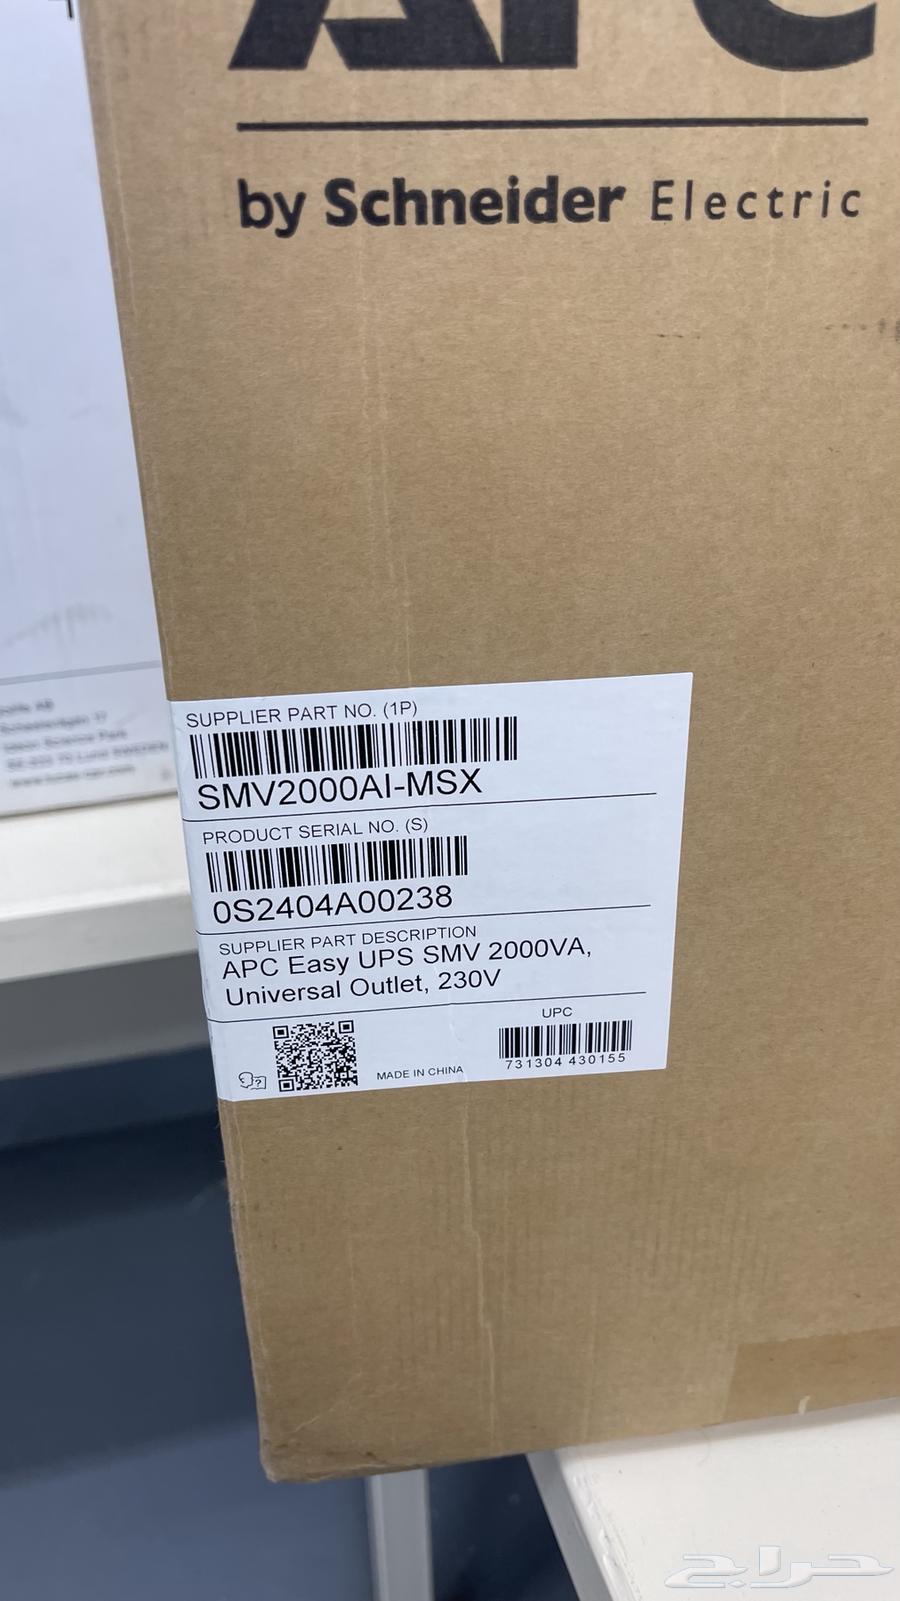 APC
by Schneider Electric
SUPPLIER PART NO. (1P)
SMV2000AI-MSX
PRODUCT SERIAL NO. (S)
0S2404A00238
SUPPLIER PART DESCRIPTION
APC Easy UPS SMV 2000VA,
Universal Outlet, 230V
UPC
731304 430155
MADE IN CHINA
حراج